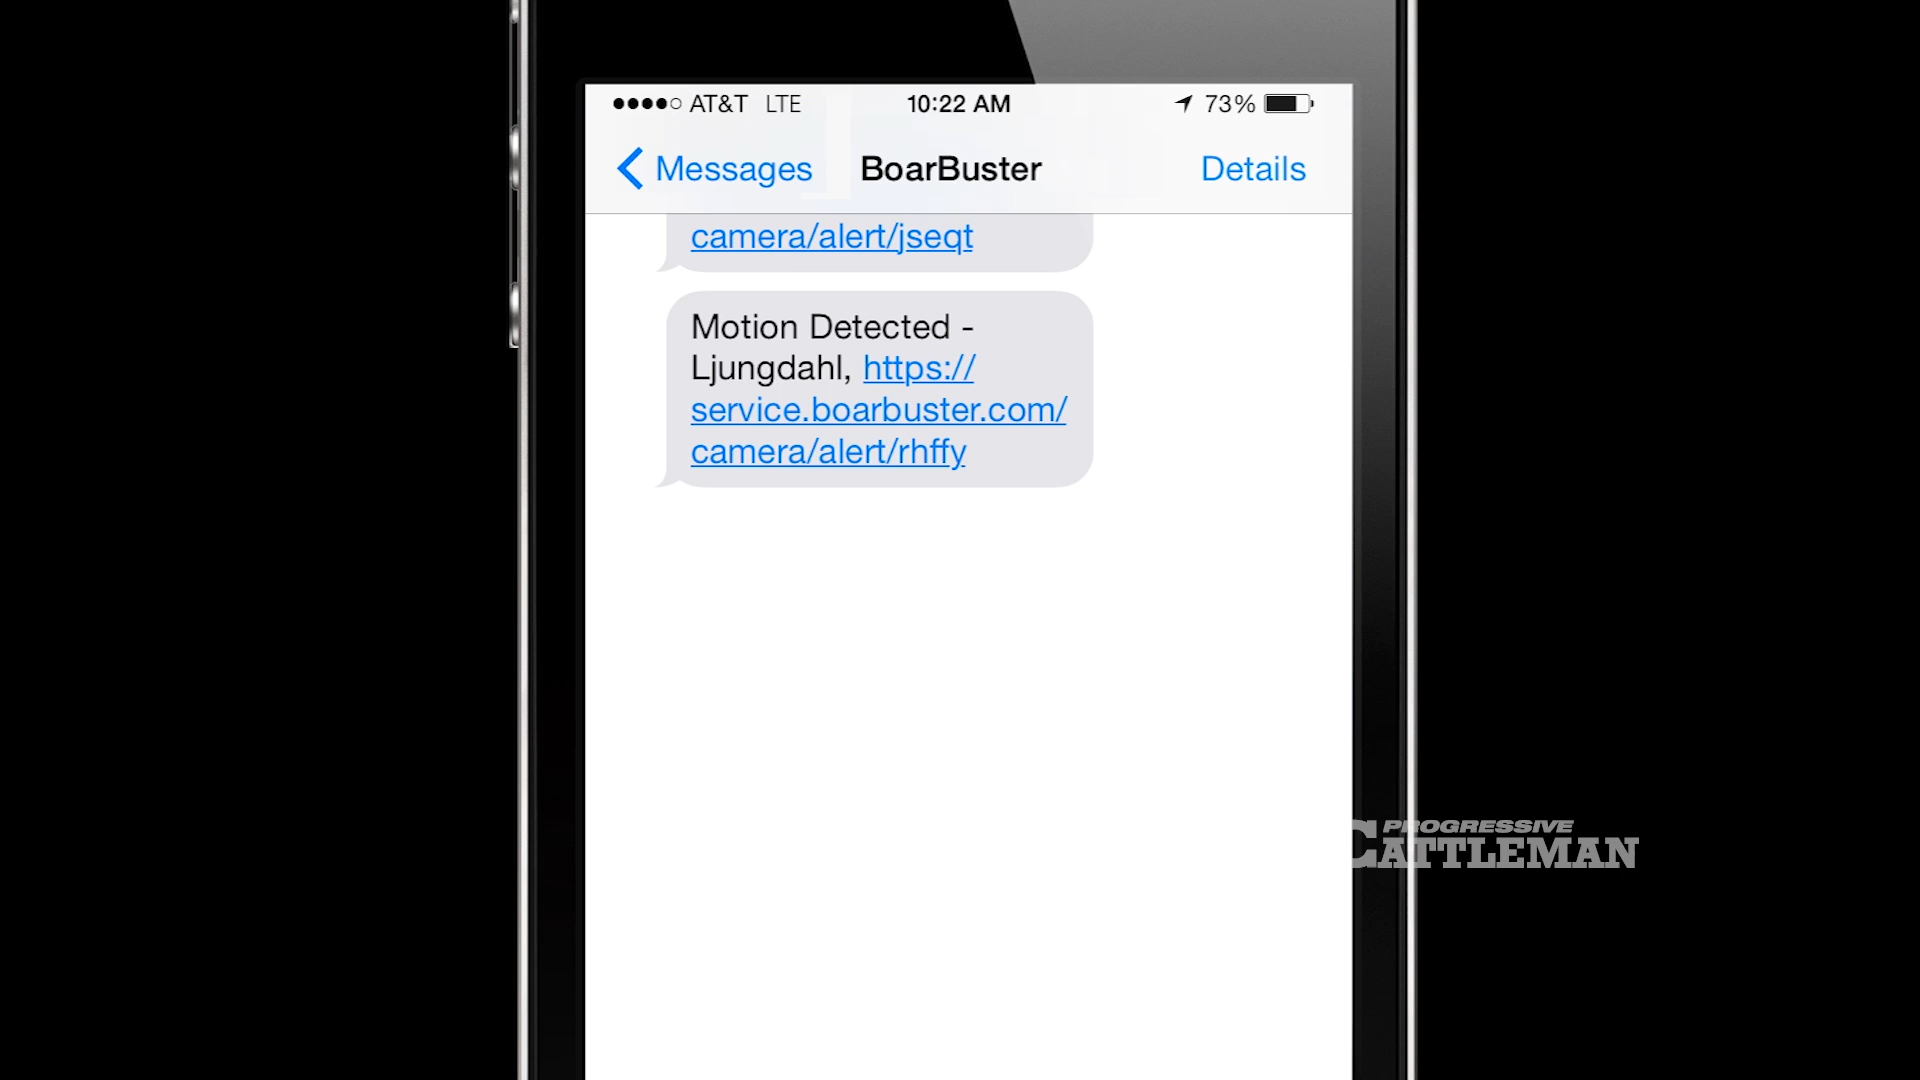 AT&T LTE 10:22 AM 73%
Messages BoarBuster Details
camera/alert/jseqt
Motion Detected -
Ljungdahl, https://
service.boarbuster.com/
camera/alert/rhffy
PROGRESSIVE
CATTLEMAN